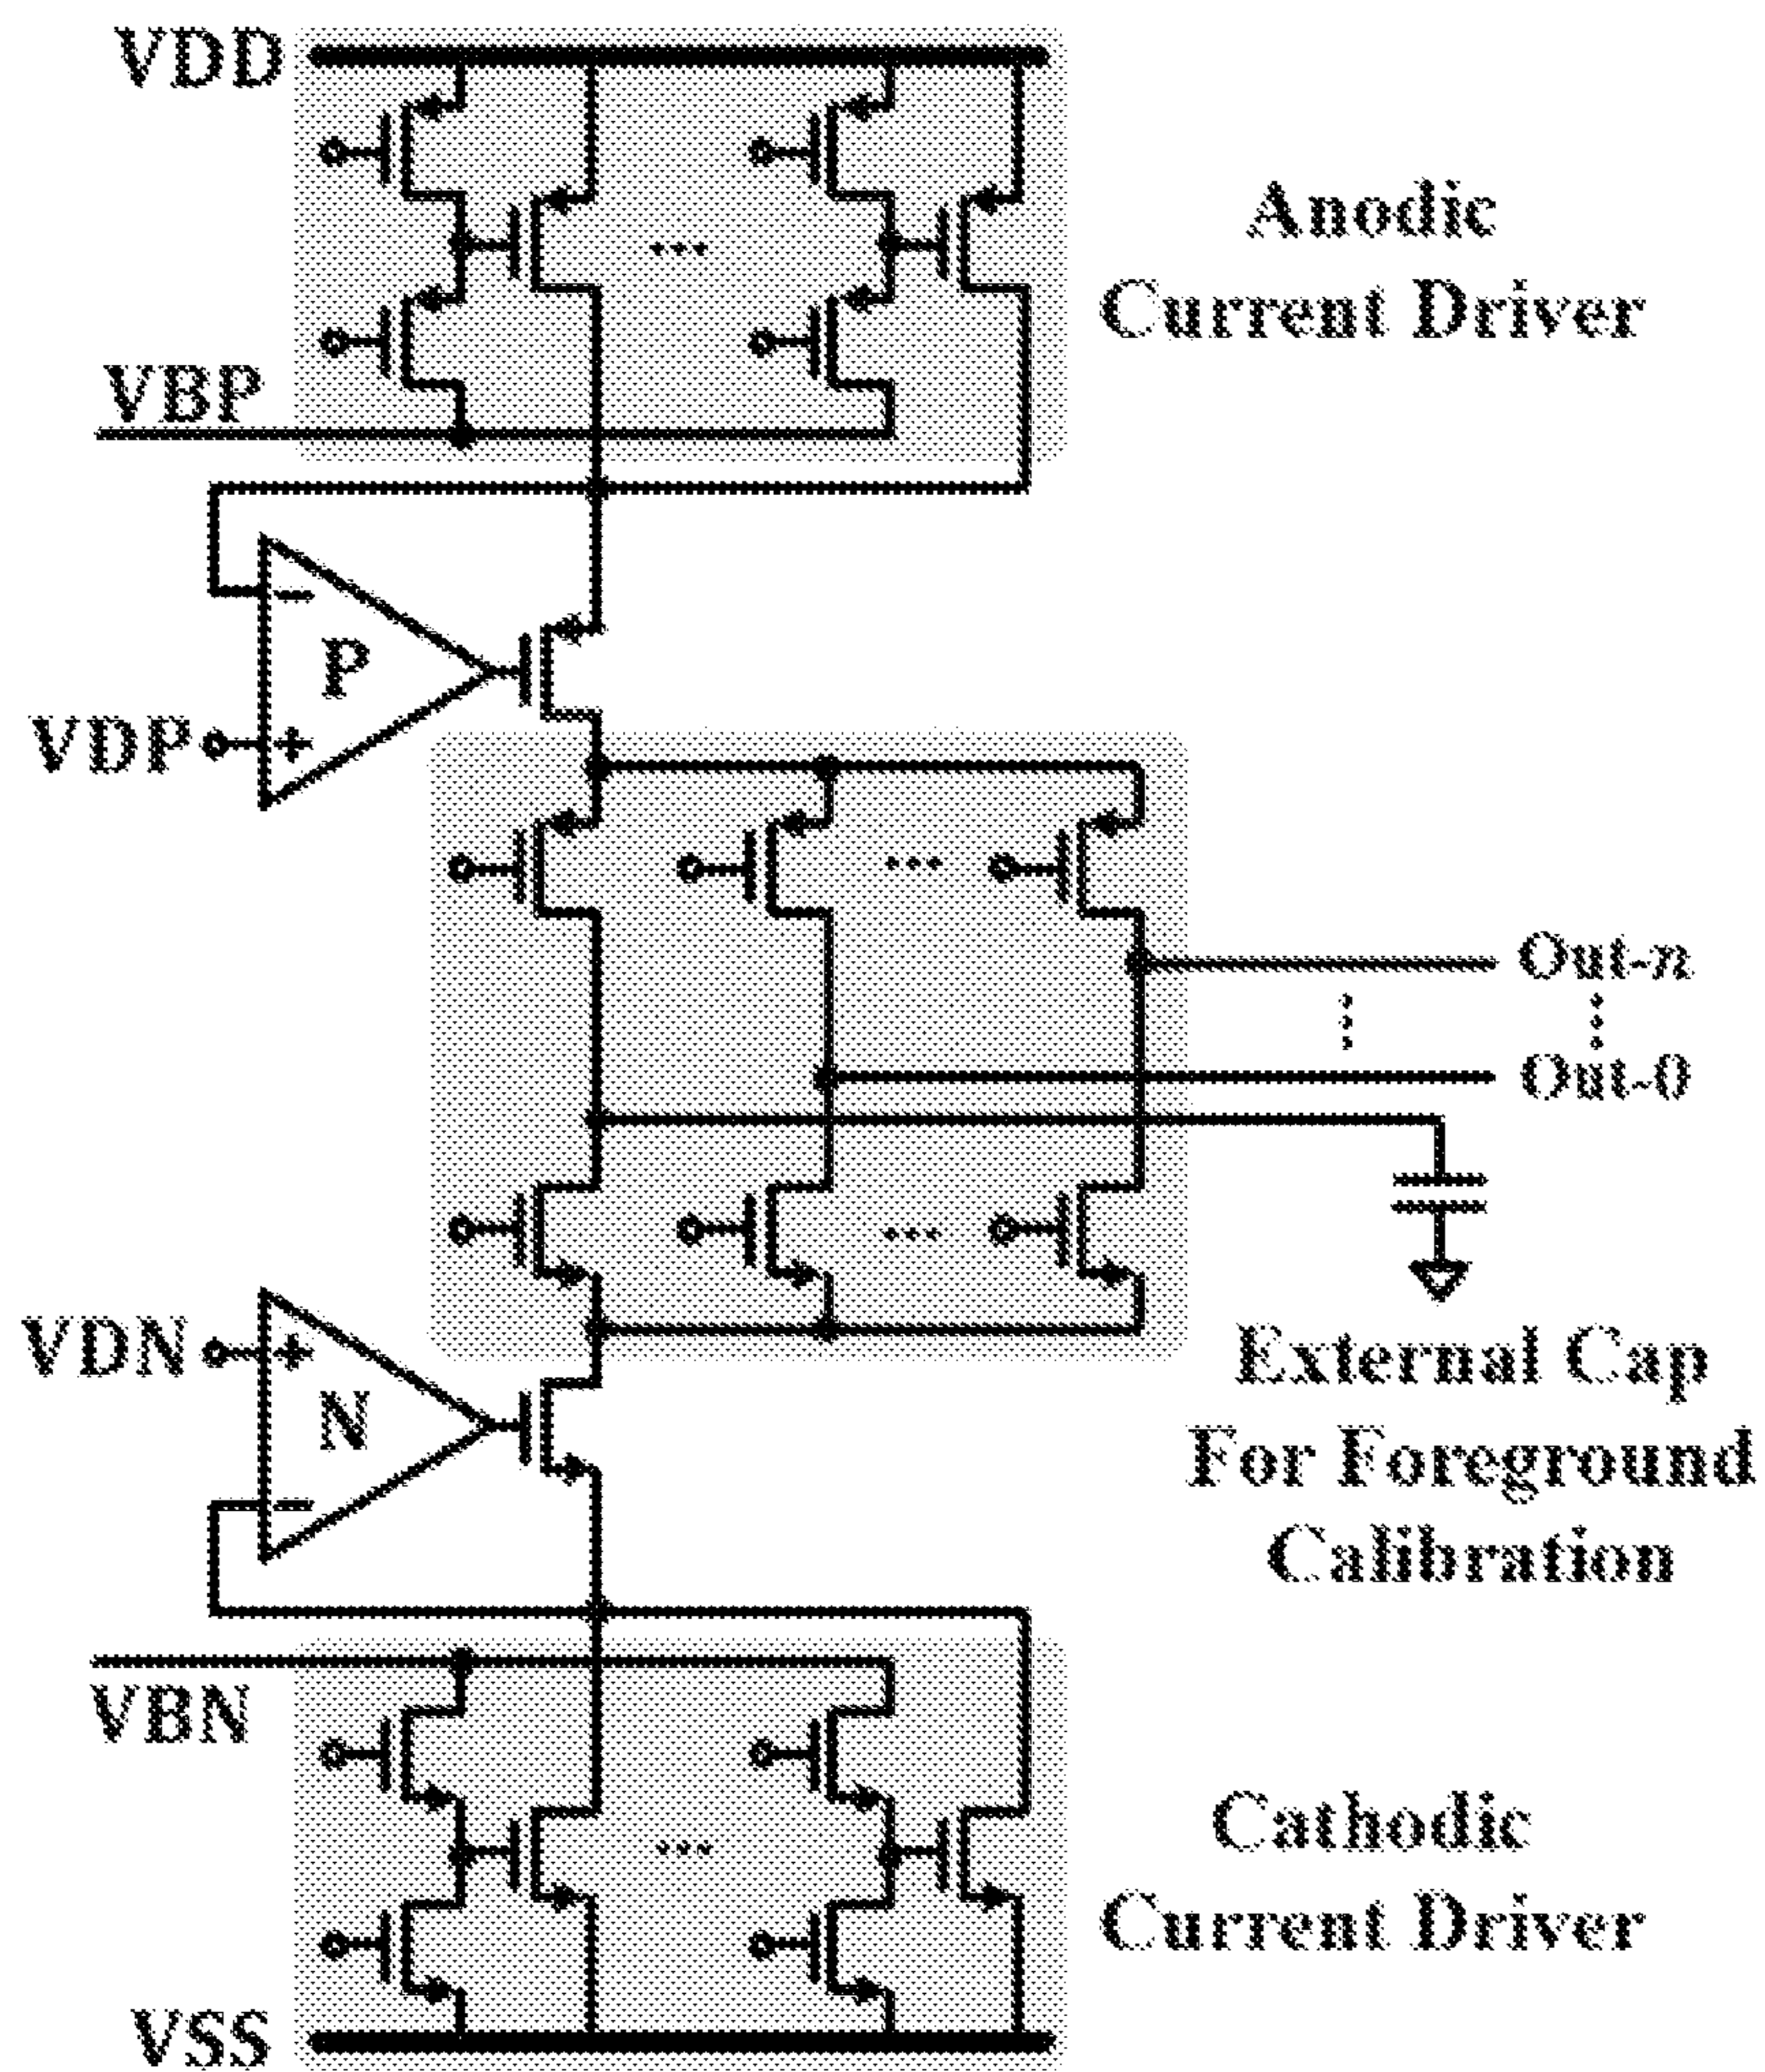 VDD
Anodic
Current Driver
...
VBP
−
P
VDP
+
...
Out-n
Out-0
...
VDN
+
N
−
External Cap
For Foreground
Calibration
VBN
...
Cathodic
Current Driver
VSS